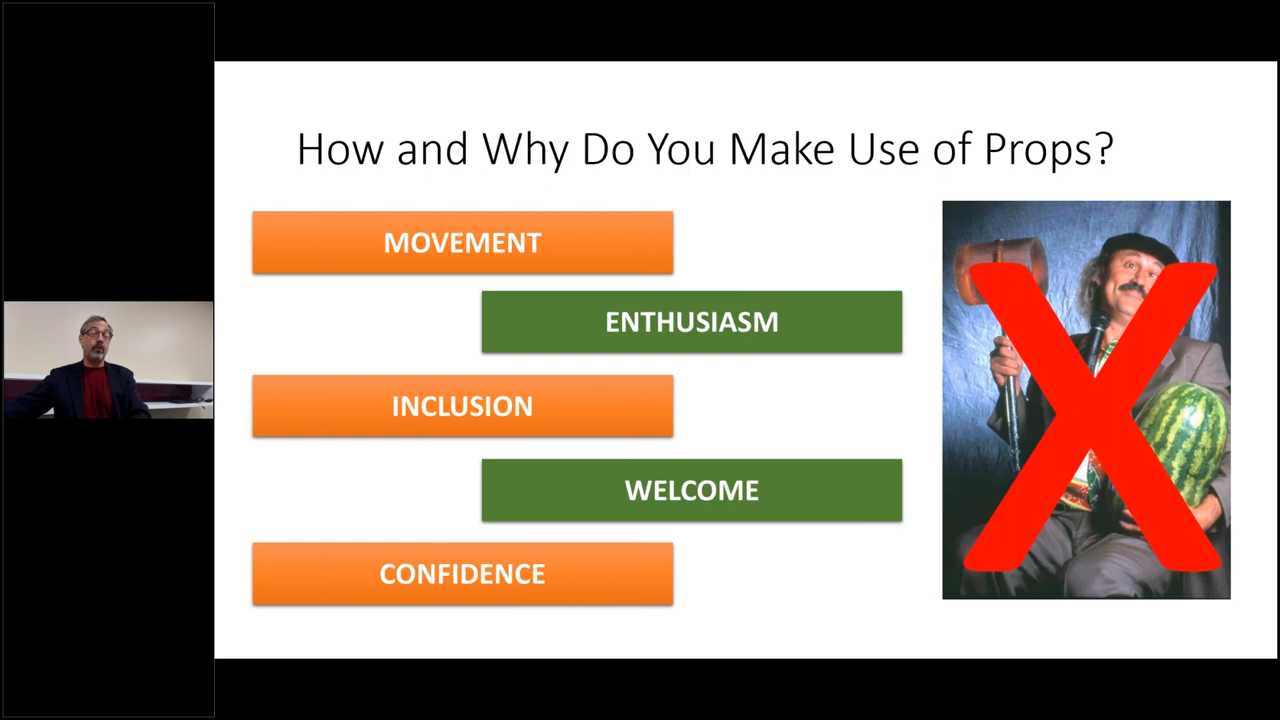 How and Why Do You Make Use of Props?
MOVEMENT
ENTHUSIASM
INCLUSION
WELCOME
CONFIDENCE